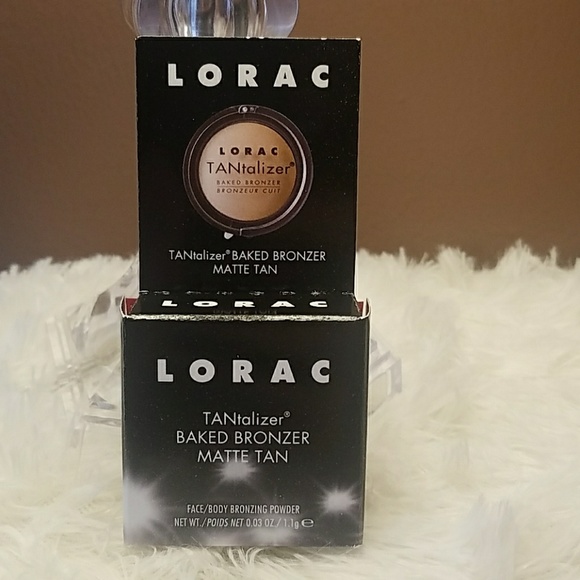 LORAC
LORAC
TANtalizer®
BAKED BRONZER
BRONZEUR CUIT
TANtalizer® BAKED BRONZER
MATTE TAN
LORAC
LORAC
TANtalizer®
BAKED BRONZER
MATTE TAN
FACE/BODY BRONZING POWDER
NET WT./POIDS NET 0.03 OZ./1.1g ℮